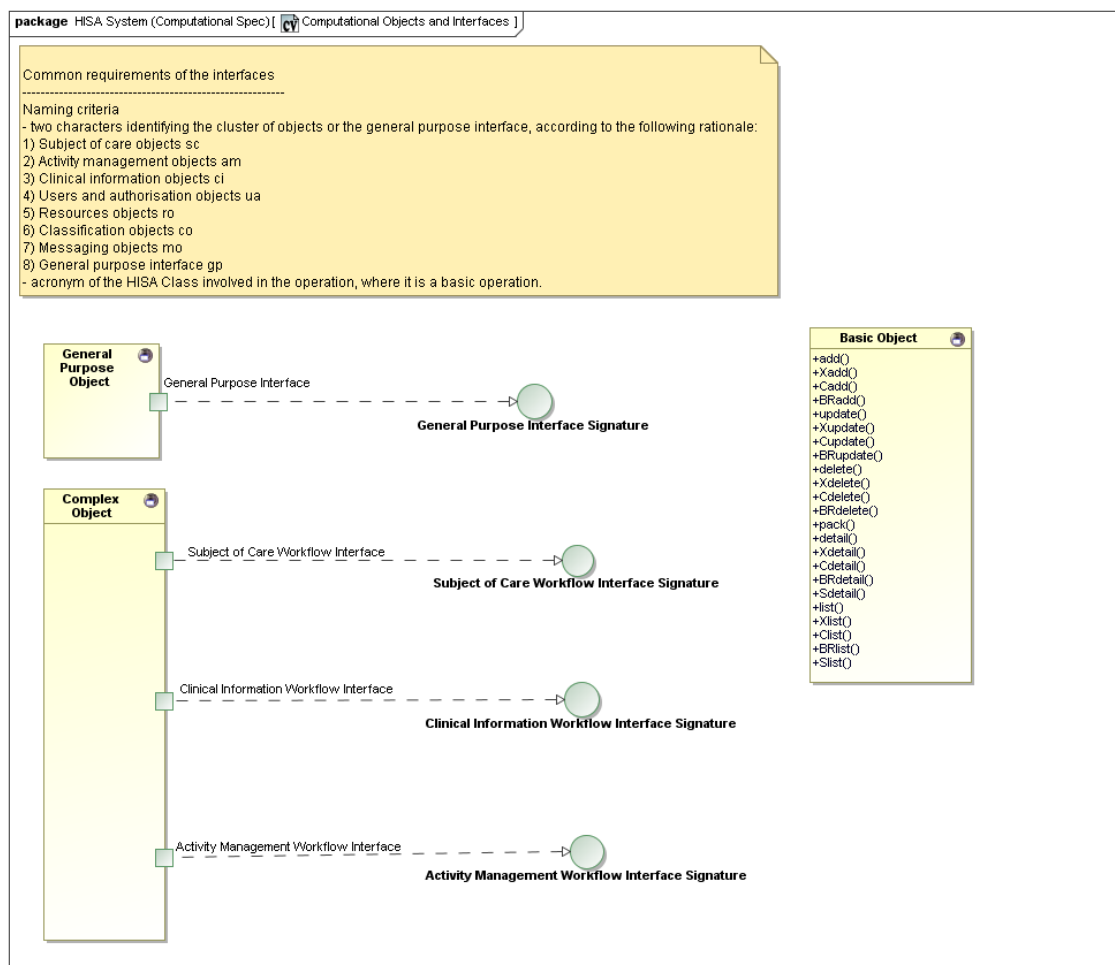 package HISA System (Computational Spec)[ cv Computational Objects and Interfaces ]
Common requirements of the interfaces
---------------------------------------------------------
Naming criteria
- two characters identifying the cluster of objects or the general purpose interface, according to the following rationale:
1) Subject of care objects sc
2) Activity management objects am
3) Clinical information objects ci
4) Users and authorisation objects ua
5) Resources objects ro
6) Classification objects co
7) Messaging objects mo
8) General purpose interface gp
- acronym of the HISA Class involved in the operation, where it is a basic operation.
General
Purpose
Object
General Purpose Interface
General Purpose Interface Signature
Complex
Object
Subject of Care Workflow Interface
Subject of Care Workflow Interface Signature
Clinical Information Workflow Interface
Clinical Information Workflow Interface Signature
Activity Management Workflow Interface
Activity Management Workflow Interface Signature
Basic Object
+add()
+Xadd()
+Cadd()
+BRadd()
+update()
+Xupdate()
+Cupdate()
+BRupdate()
+delete()
+Xdelete()
+Cdelete()
+BRdelete()
+pack()
+detail()
+Xdetail()
+Cdetail()
+BRdetail()
+Sdetail()
+list()
+Xlist()
+Clist()
+BRlist()
+Slist()